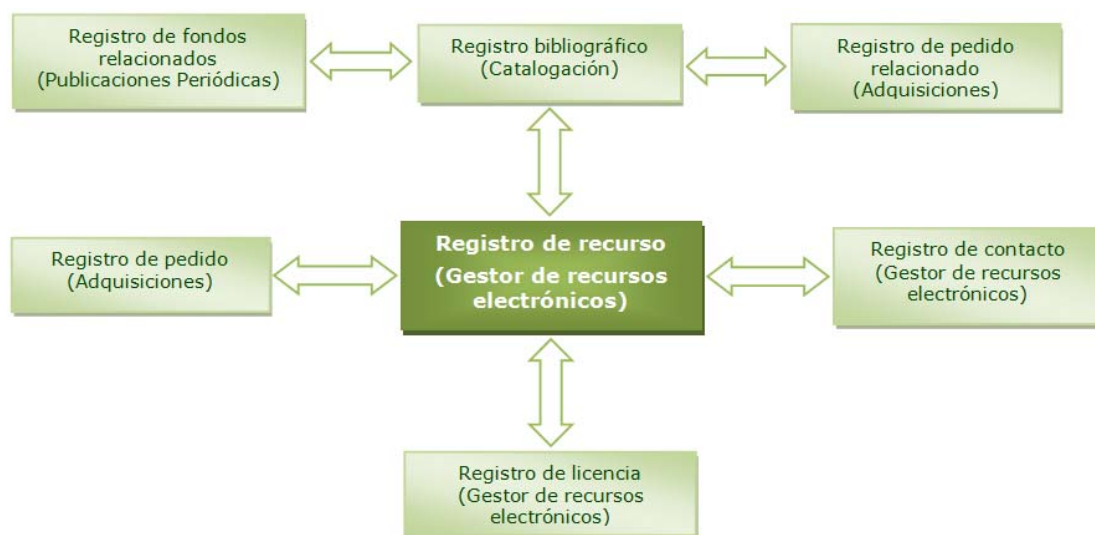 Registro de fondos
relacionados
(Publicaciones Periódicas)
Registro bibliográfico
(Catalogación)
Registro de pedido
relacionado
(Adquisiciones)
Registro de pedido
(Adquisiciones)
Registro de recurso
(Gestor de recursos
electrónicos)
Registro de contacto
(Gestor de recursos
electrónicos)
Registro de licencia
(Gestor de recursos
electrónicos)